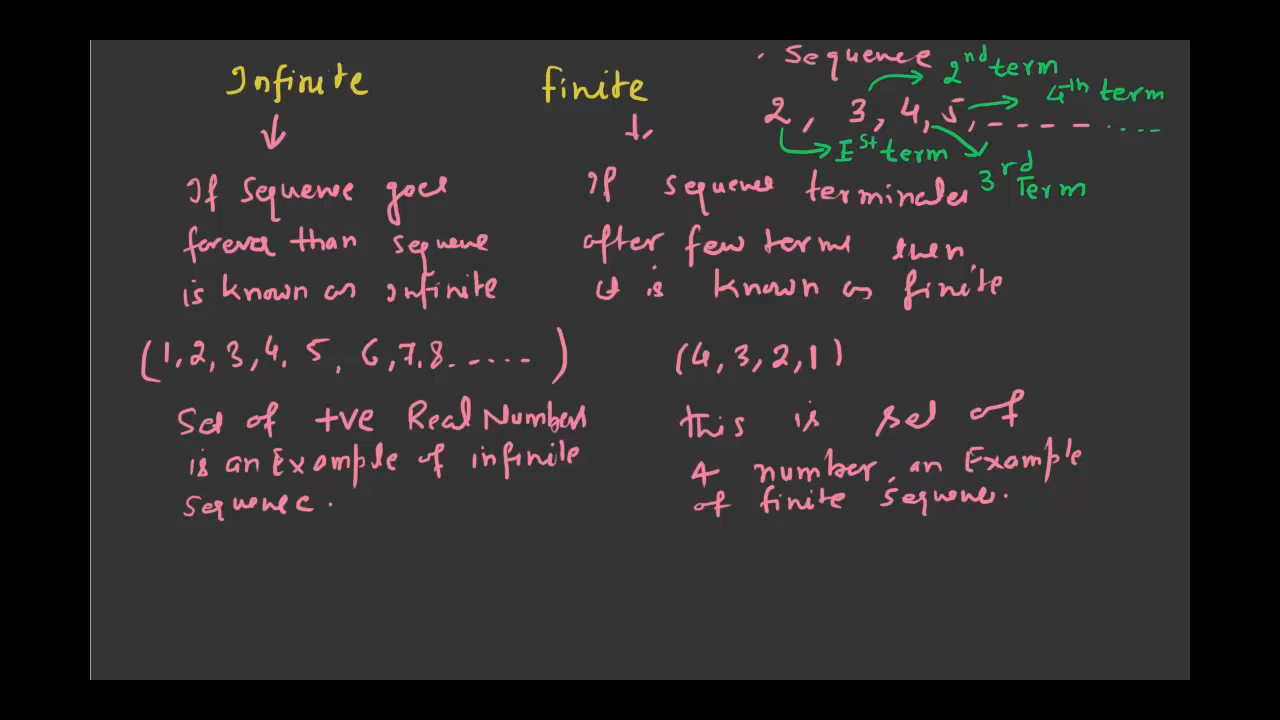 Infinite
If sequence goes
forever than sequence
is known as infinite
(1, 2, 3, 4, 5, 6, 7, 8 ........)
Set of +ve Real Number
is an Example of infinite
sequence.
finite
If sequence terminates
after few terms then
it is known as finite
(4, 3, 2, 1)
this is set of
4 number, an Example
of finite sequence.
. Sequence
2, 3, 4, 5, - - - - - ....
Ist term
2nd term
3rd Term
4th term